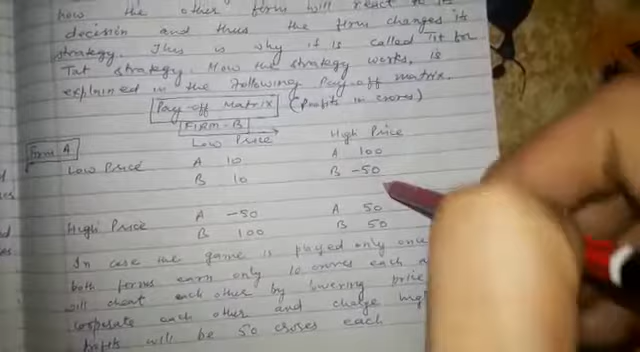 how the other firm will react to its
decision and thus the firm changes its
strategy. This is why it is called Tit for
Tat strategy. How the strategy works, is
explained in the following Pay-off matrix.
Pay-off Matrix (Profits in crores)
FIRM-B
Firm A
Low Price High Price
Low Price A 10 A 100
B 10 B -50
High Price A -50 A 50
B 100 B 50
In case the game is played only once
both firms earn only 10 crores each
will cheat each other by lowering price
cooperate each other and charge high
profits will be 50 crores each